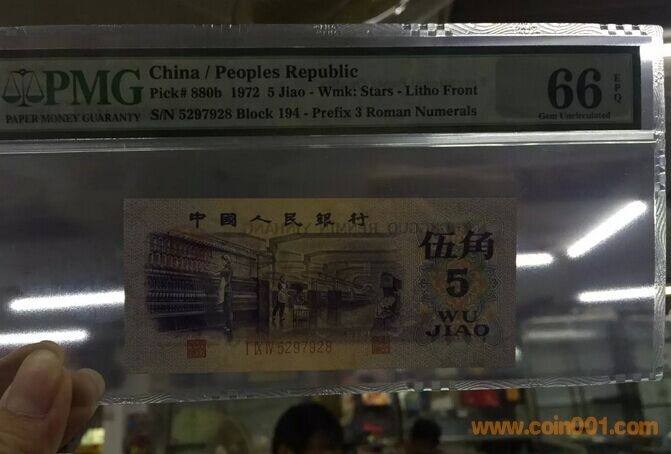 PMG
PAPER MONEY GUARANTY
China / Peoples Republic
Pick# 880b 1972 5 Jiao - Wmk: Stars - Litho Front
S/N 5297928 Block 194 - Prefix 3 Roman Numerals
66 EPQ
Gem Uncirculated
中國人民銀行
伍角
5
WU
JIAO
I IX IV 5297928
www.coin001.com